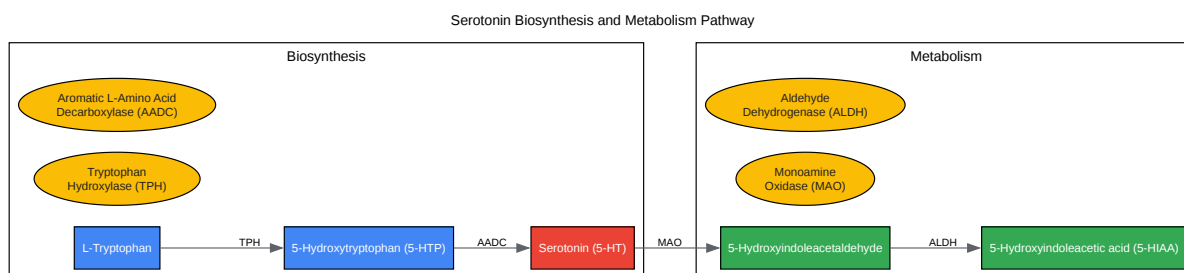 Serotonin Biosynthesis and Metabolism Pathway
Biosynthesis
Aromatic L-Amino Acid
Decarboxylase (AADC)
Tryptophan
Hydroxylase (TPH)
L-Tryptophan
TPH
5-Hydroxytryptophan (5-HTP)
AADC
Serotonin (5-HT)
MAO
Metabolism
Aldehyde
Dehydrogenase (ALDH)
Monoamine
Oxidase (MAO)
5-Hydroxyindoleacetaldehyde
ALDH
5-Hydroxyindoleacetic acid (5-HIAA)